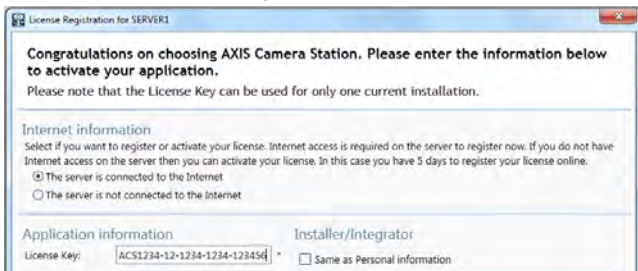 License Registration for SERVER1
Congratulations on choosing AXIS Camera Station. Please enter the information below
to activate your application.
Please note that the License Key can be used for only one current installation.
Internet information
Select if you want to register or activate your license. Internet access is required on the server to register now. If you do not have
Internet access on the server then you can activate your license. In this case you have 5 days to register your license online.
The server is connected to the Internet
The server is not connected to the Internet
Application information
License Key: ACS1234-12-1234-1234-123456 *
Installer/Integrator
Same as Personal information